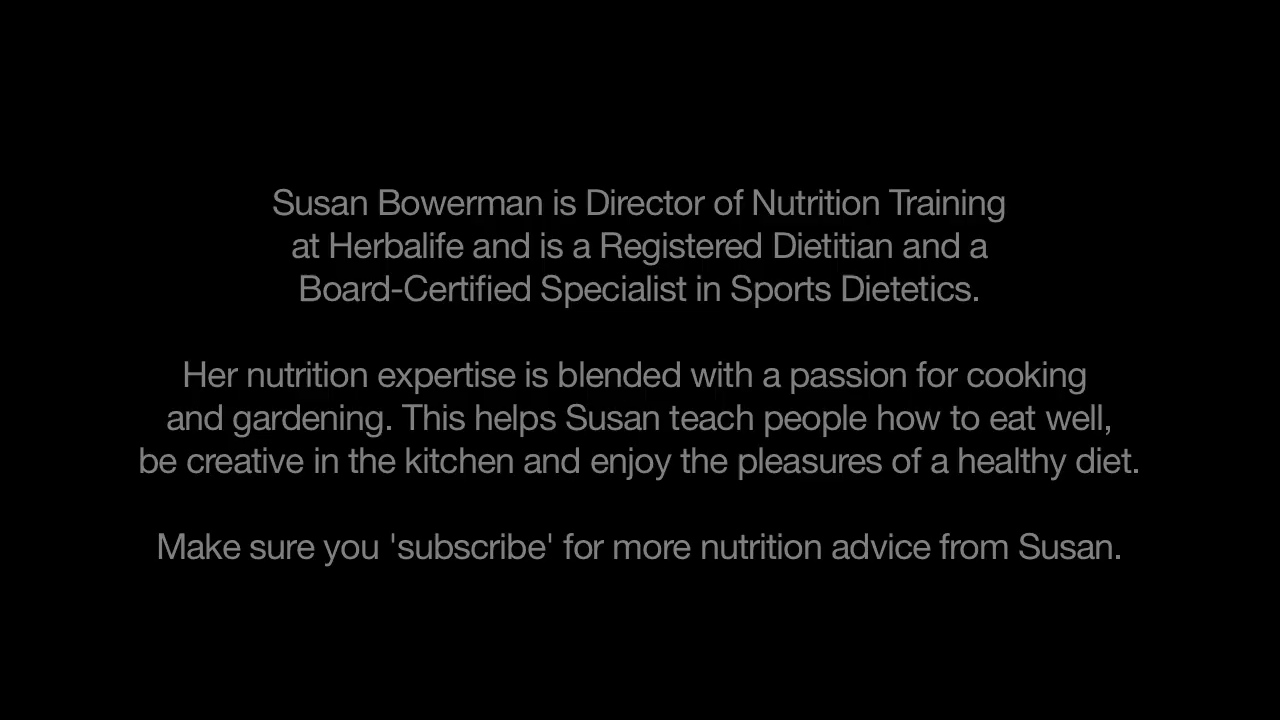 Susan Bowerman is Director of Nutrition Training
at Herbalife and is a Registered Dietitian and a
Board-Certified Specialist in Sports Dietetics.
Her nutrition expertise is blended with a passion for cooking
and gardening. This helps Susan teach people how to eat well,
be creative in the kitchen and enjoy the pleasures of a healthy diet.
Make sure you 'subscribe' for more nutrition advice from Susan.